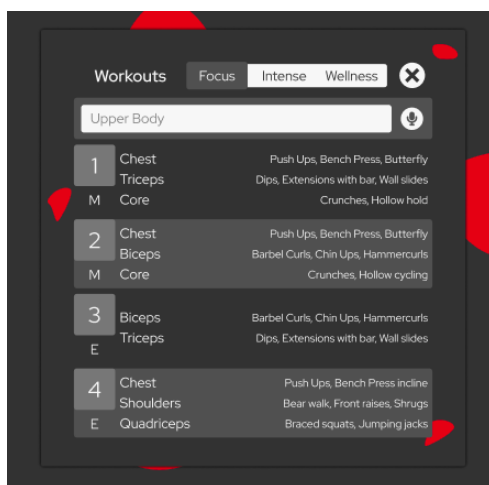 Workouts Focus Intense Wellness
Upper Body
1 Chest Push Ups, Bench Press, Butterfly
Triceps Dips, Extensions with bar, Wall slides
M Core Crunches, Hollow hold
2 Chest Push Ups, Bench Press, Butterfly
Biceps Barbel Curls, Chin Ups, Hammercurls
M Core Crunches, Hollow cycling
3 Biceps Barbel Curls, Chin Ups, Hammercurls
Triceps Dips, Extensions with bar, Wall slides
E
4 Chest Push Ups, Bench Press incline
Shoulders Bear walk, Front raises, Shrugs
E Quadriceps Braced squats, Jumping jacks